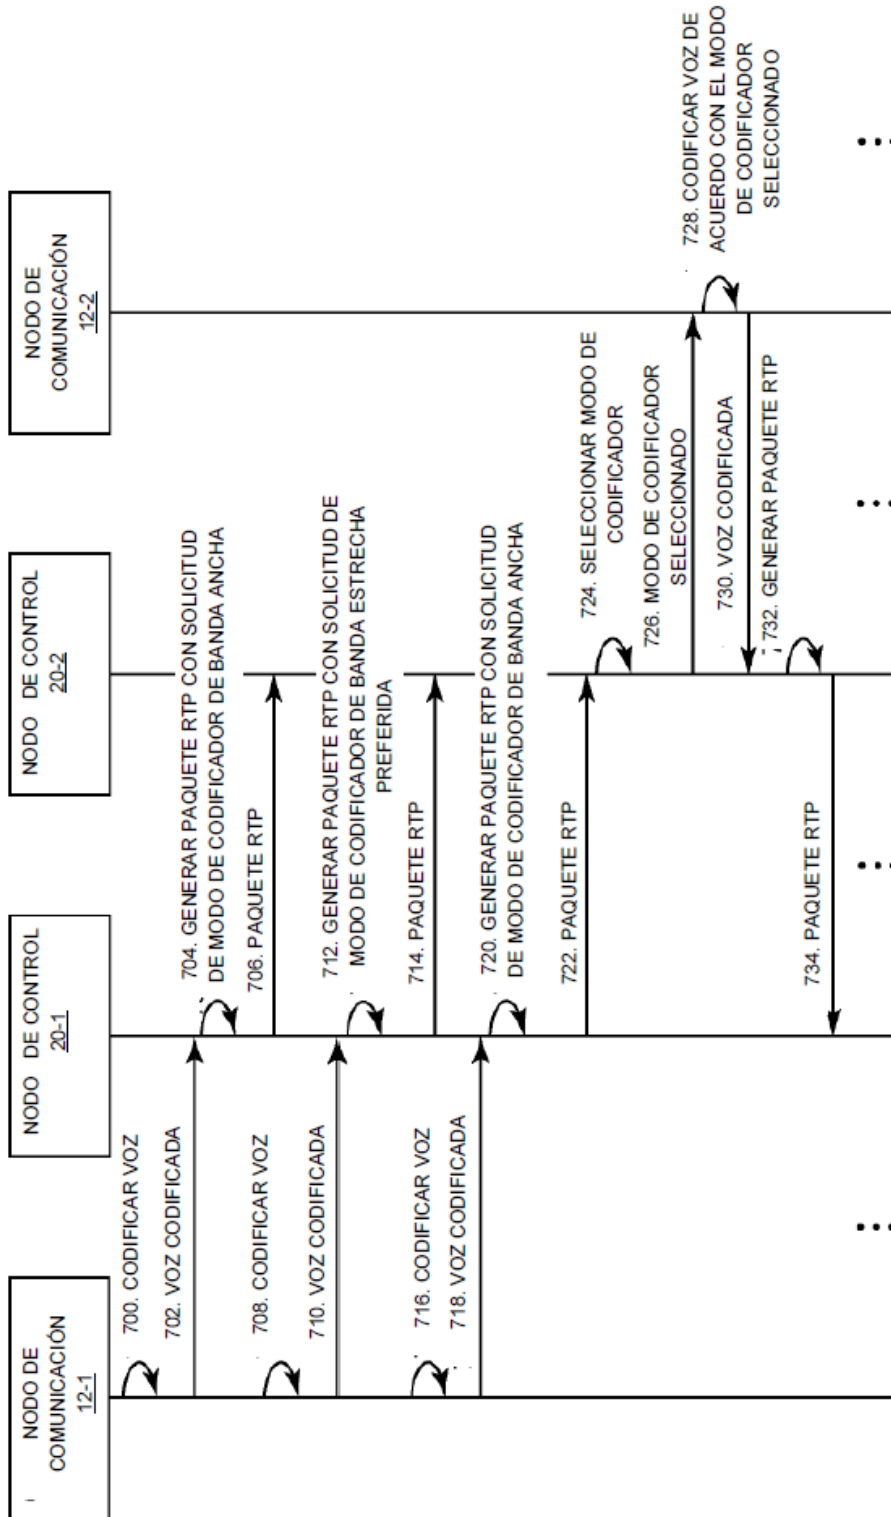 NODO DE
COMUNICACIÓN
12-1
NODO DE CONTROL
20-1
NODO DE CONTROL
20-2
NODO DE
COMUNICACIÓN
12-2
700. CODIFICAR VOZ
702. VOZ CODIFICADA
704. GENERAR PAQUETE RTP CON SOLICITUD
DE MODO DE CODIFICADOR DE BANDA ANCHA
706. PAQUETE RTP
708. CODIFICAR VOZ
710. VOZ CODIFICADA
712. GENERAR PAQUETE RTP CON SOLICITUD DE
MODO DE CODIFICADOR DE BANDA ESTRECHA
PREFERIDA
714. PAQUETE RTP
716. CODIFICAR VOZ
718. VOZ CODIFICADA
720. GENERAR PAQUETE RTP CON SOLICITUD
DE MODO DE CODIFICADOR DE BANDA ANCHA
722. PAQUETE RTP
724. SELECCIONAR MODO DE
CODIFICADOR
726. MODO DE CODIFICADOR
SELECCIONADO
728. CODIFICAR VOZ DE
ACUERDO CON EL MODO
DE CODIFICADOR
SELECCIONADO
730. VOZ CODIFICADA
732. GENERAR PAQUETE RTP
734. PAQUETE RTP